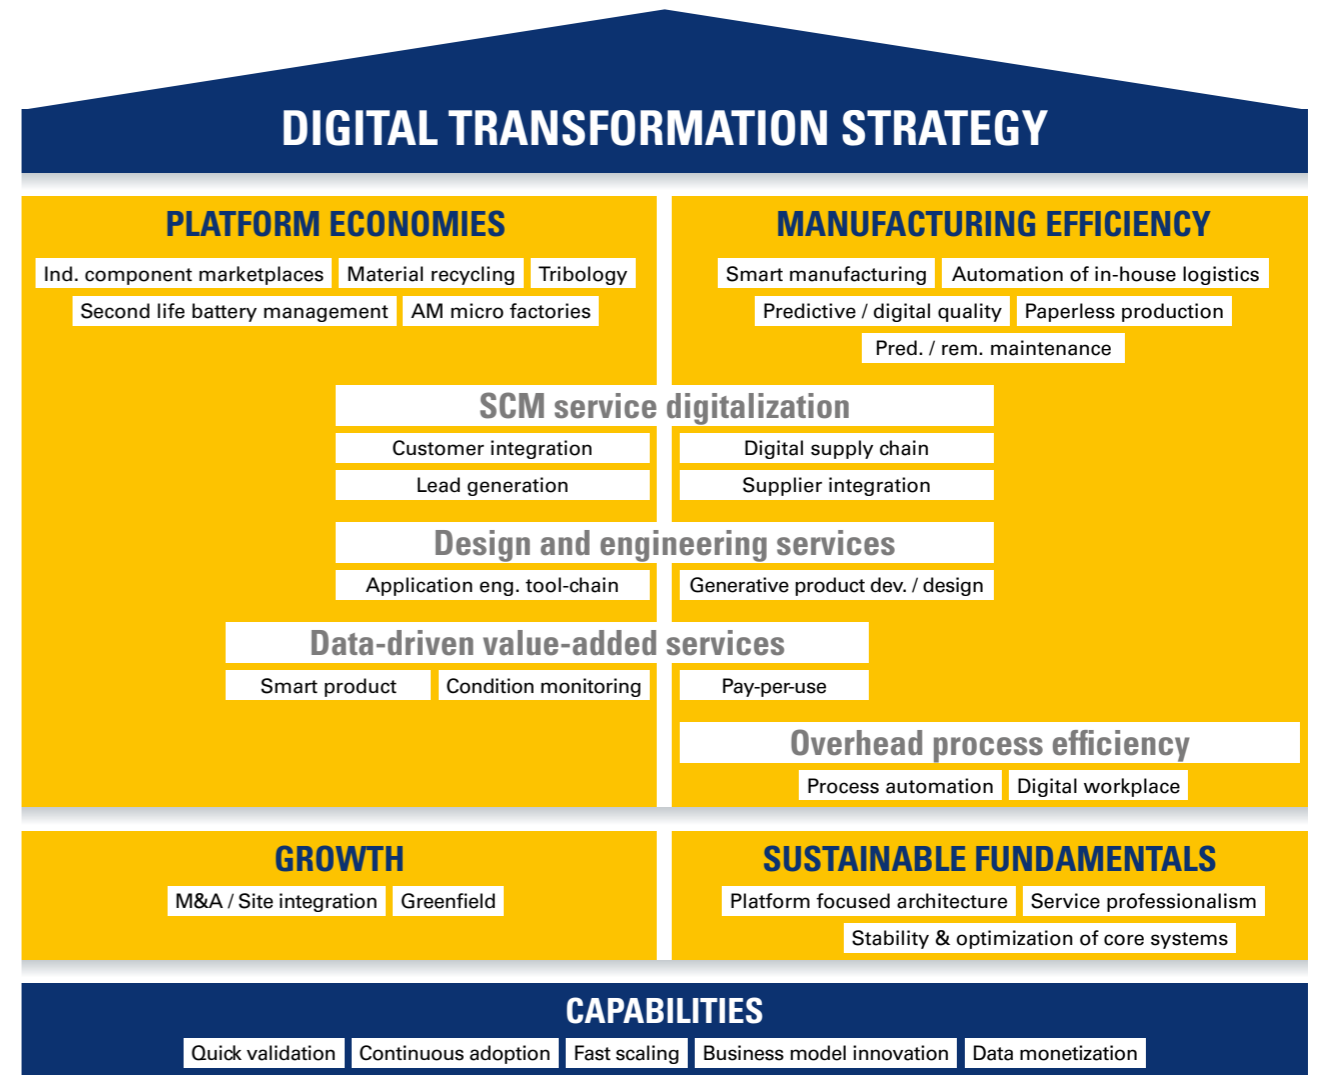 DIGITAL TRANSFORMATION STRATEGY
PLATFORM ECONOMIES
Ind. component marketplaces Material recycling Tribology
Second life battery management AM micro factories
MANUFACTURING EFFICIENCY
Smart manufacturing Automation of in-house logistics
Predictive / digital quality Paperless production
Pred. / rem. maintenance
SCM service digitalization
Customer integration Digital supply chain
Lead generation Supplier integration
Design and engineering services
Application eng. tool-chain Generative product dev. / design
Data-driven value-added services
Smart product Condition monitoring Pay-per-use
Overhead process efficiency
Process automation Digital workplace
GROWTH
M&A / Site integration Greenfield
SUSTAINABLE FUNDAMENTALS
Platform focused architecture Service professionalism
Stability & optimization of core systems
CAPABILITIES
Quick validation Continuous adoption Fast scaling Business model innovation Data monetization